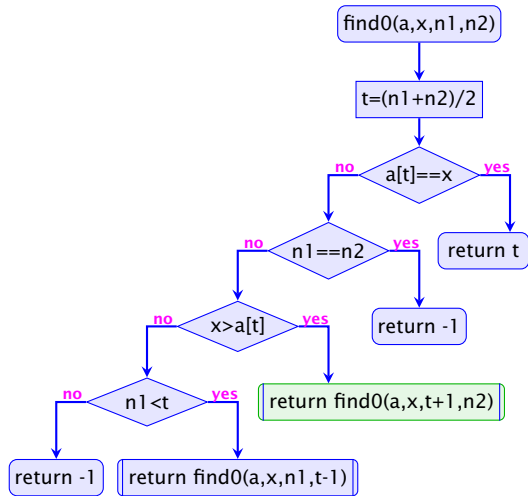 find0(a,x,n1,n2)
t=(n1+n2)/2
a[t]==x
no
yes
return t
n1==n2
no
yes
return -1
x>a[t]
no
yes
return find0(a,x,t+1,n2)
n1<t
no
yes
return -1
return find0(a,x,n1,t-1)